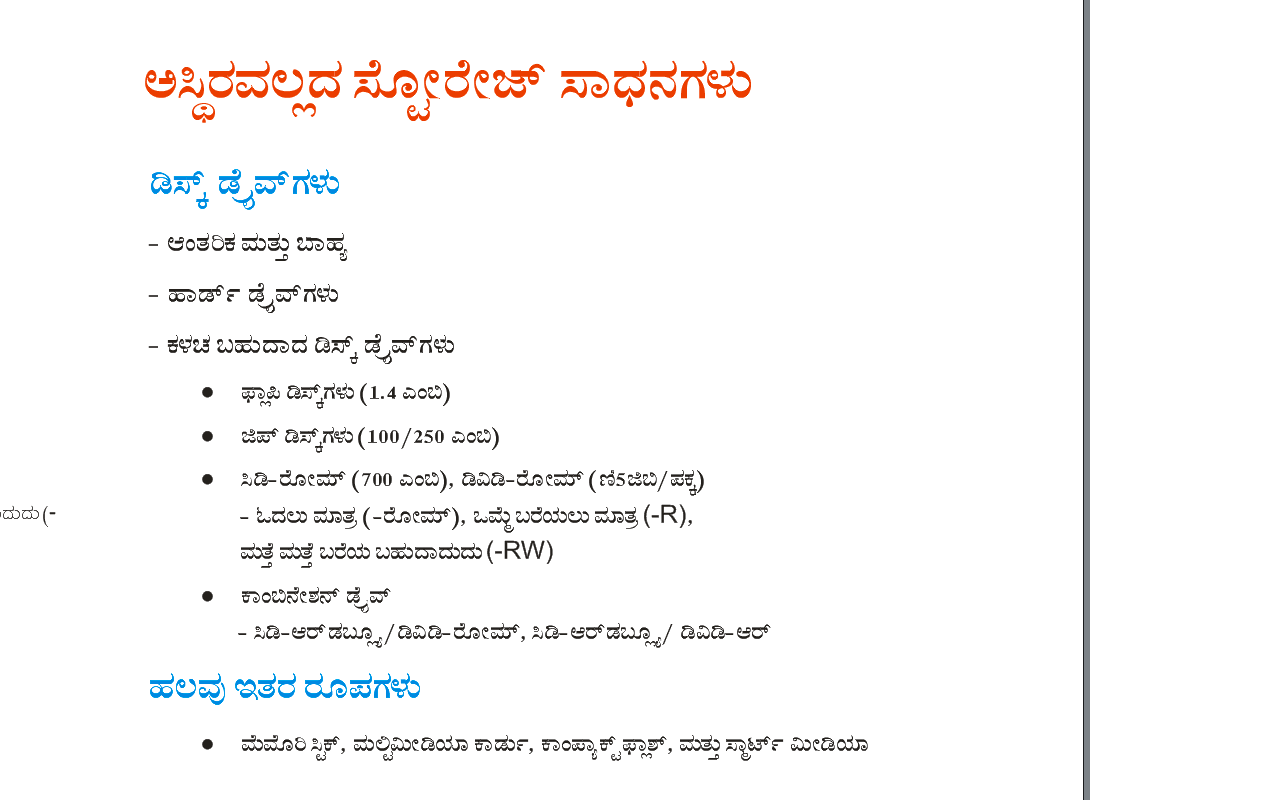 ಅಸ್ಥಿರವಲ್ಲದ ಸ್ಟೋರೇಜ್ ಸಾಧನಗಳು
ಡಿಸ್ಕ್ ಡ್ರೈವ್‌ಗಳು
- ಆಂತರಿಕ ಮತ್ತು ಬಾಹ್ಯ
- ಹಾರ್ಡ್ ಡ್ರೈವ್‌ಗಳು
- ಕಳಚ ಬಹುದಾದ ಡಿಸ್ಕ್ ಡ್ರೈವ್‌ಗಳು
● ಫ್ಲಾಪಿ ಡಿಸ್ಕ್‌ಗಳು (1.4 ಎಂಬಿ)
● ಜಿಪ್ ಡಿಸ್ಕ್‌ಗಳು (100/250 ಎಂಬಿ)
● ಸಿಡಿ-ರೋಮ್ (700 ಎಂಬಿ), ಡಿವಿಡಿ-ರೋಮ್ (ಣಿ5ಜಿಬಿ/ಪಕ್ಕ)
- ಓದಲು ಮಾತ್ರ (-ರೋಮ್), ಒಮ್ಮೆ ಬರೆಯಲು ಮಾತ್ರ (-R),
ಮತ್ತೆ ಮತ್ತೆ ಬರೆಯ ಬಹುದಾದುದು (-RW)
● ಕಾಂಬಿನೇಶನ್ ಡ್ರೈವ್
- ಸಿಡಿ-ಆರ್‌ಡಬ್ಲ್ಯೂ/ಡಿವಿಡಿ-ರೋಮ್, ಸಿಡಿ-ಆರ್‌ಡಬ್ಲ್ಯೂ/ ಡಿವಿಡಿ-ಆರ್
ಹಲವು ಇತರ ರೂಪಗಳು
● ಮೆಮೊರಿ ಸ್ಟಿಕ್, ಮಲ್ಟಿಮೀಡಿಯಾ ಕಾರ್ಡು, ಕಾಂಪ್ಯಾಕ್ಟ್ ಫ್ಲಾಶ್, ಮತ್ತು ಸ್ಮಾರ್ಟ್ ಮೀಡಿಯಾ